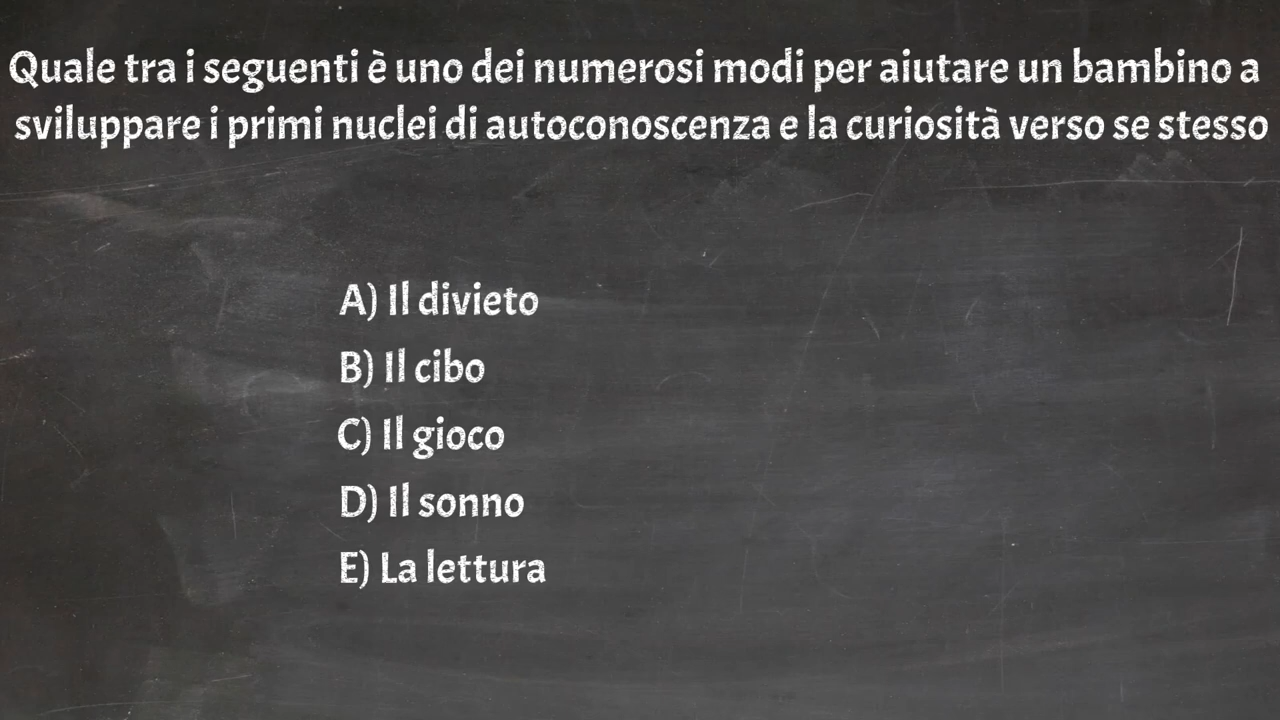 Quale tra i seguenti è uno dei numerosi modi per aiutare un bambino a
sviluppare i primi nuclei di autoconoscenza e la curiosità verso se stesso
A) Il divieto
B) Il cibo
C) Il gioco
D) Il sonno
E) La lettura